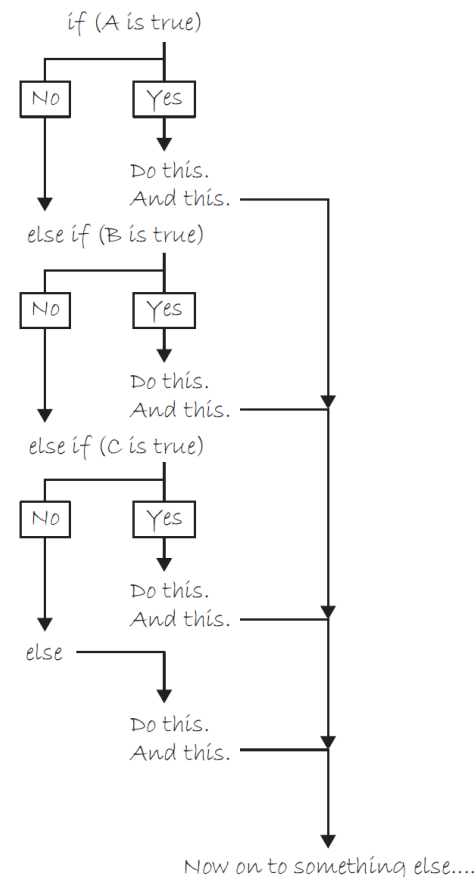 if (A is true)
No
Yes
Do this.
And this.
else if (B is true)
No
Yes
Do this.
And this.
else if (C is true)
No
Yes
Do this.
And this.
else
Do this.
And this.
Now on to something else....